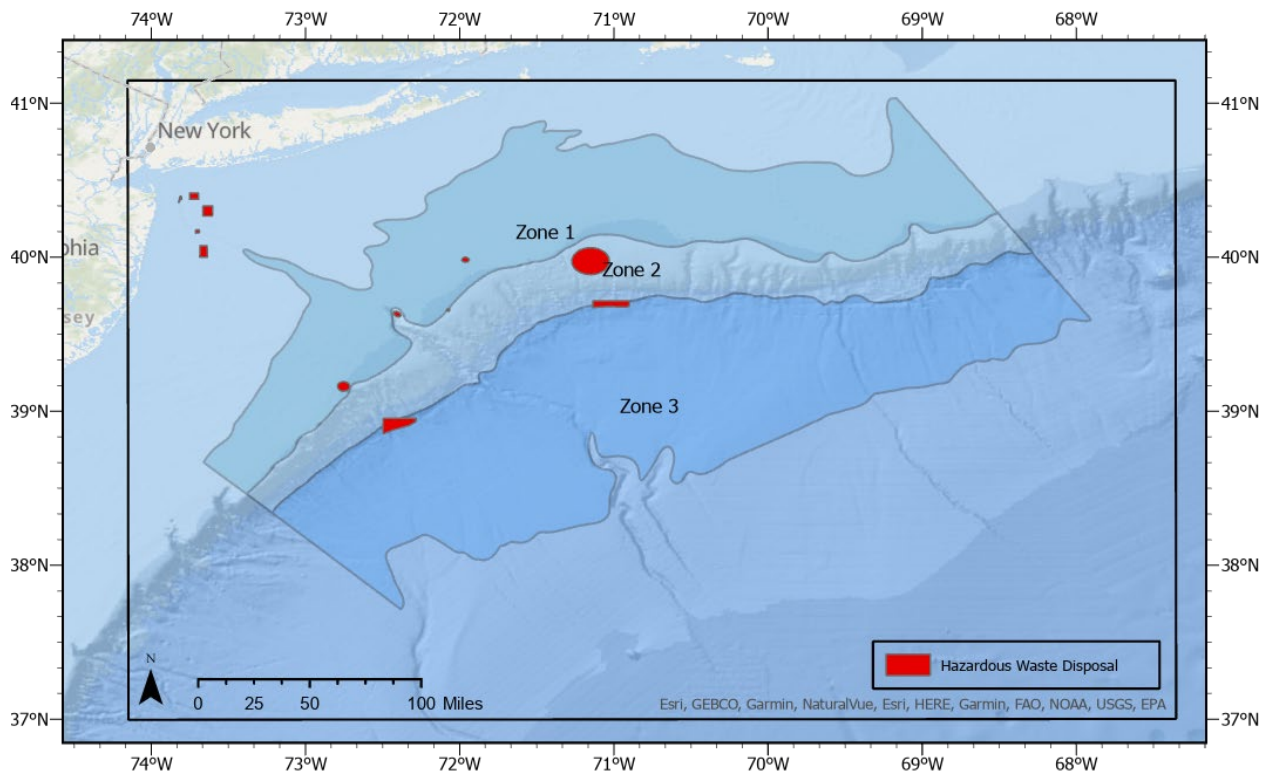 74°W 73°W 72°W 71°W 70°W 69°W 68°W
41°N 41°N
New York
Zone 1
40°N 40°N
phia
Zone 2
sey
39°N 39°N
Zone 3
38°N 38°N
N
Hazardous Waste Disposal
0 25 50 100 Miles
Esri, GEBCO, Garmin, NaturalVue, Esri, HERE, Garmin, FAO, NOAA, USGS, EPA
37°N 37°N
74°W 73°W 72°W 71°W 70°W 69°W 68°W